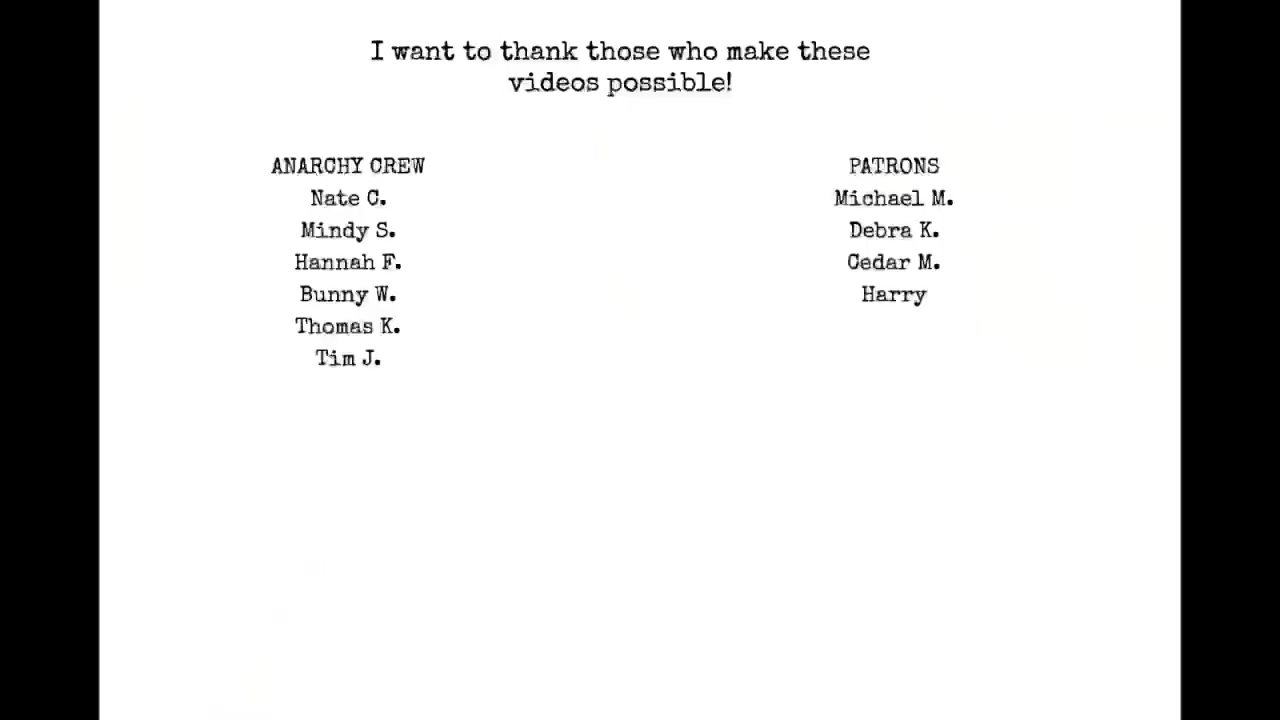 I want to thank those who make these
videos possible!
ANARCHY CREW
Nate C.
Mindy S.
Hannah F.
Bunny W.
Thomas K.
Tim J.
PATRONS
Michael M.
Debra K.
Cedar M.
Harry